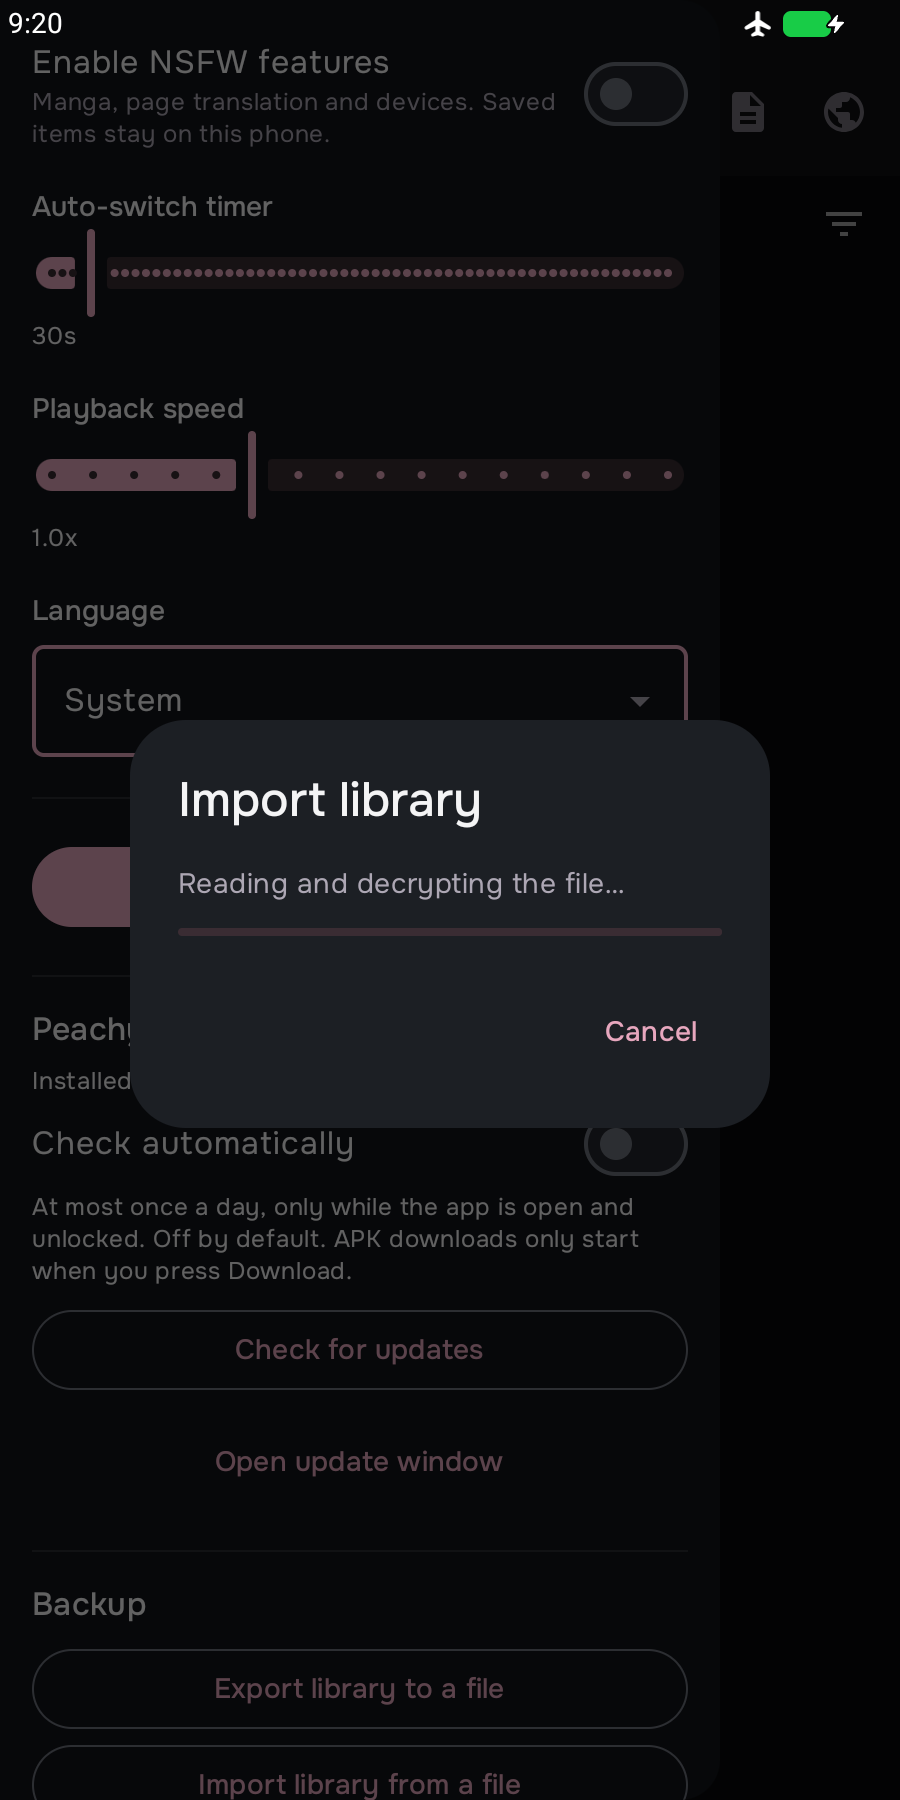 9:20
Enable NSFW features
Manga, page translation and devices. Saved
items stay on this phone.
Auto-switch timer
30s
Playback speed
1.0x
Language
System
Import library
Reading and decrypting the file...
Cancel
Installed
Check automatically
At most once a day, only while the app is open and
unlocked. Off by default. APK downloads only start
when you press Download.
Check for updates
Open update window
Backup
Export library to a file
Import library from a file